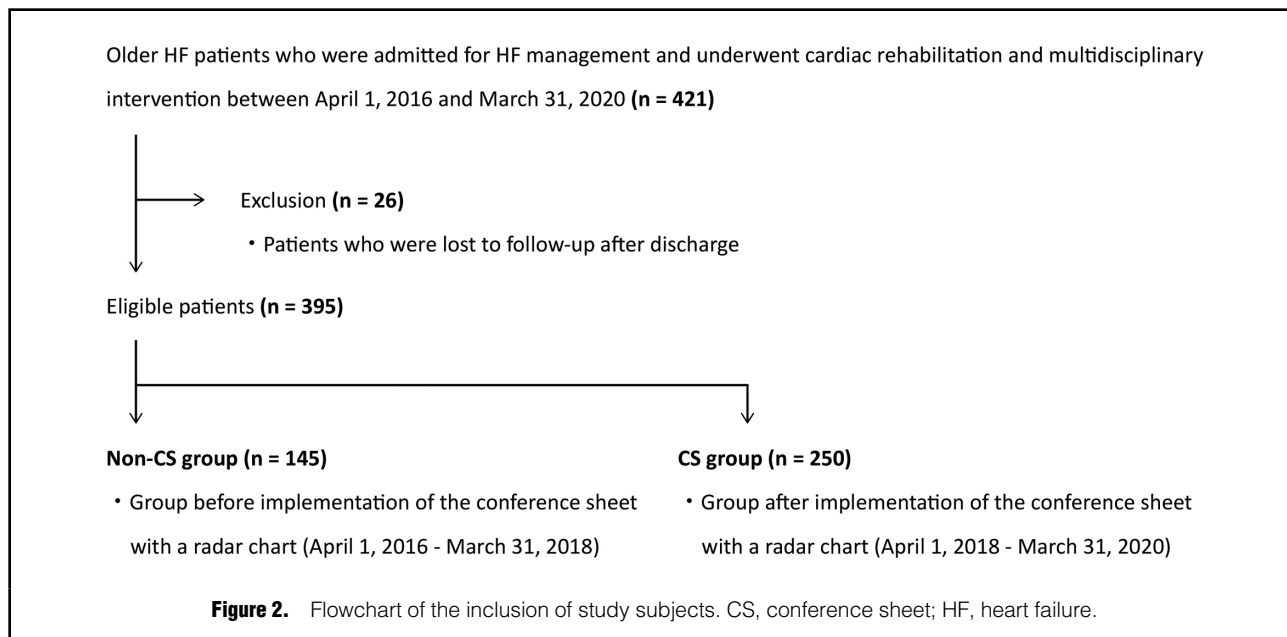 Older HF patients who were admitted for HF management and underwent cardiac rehabilitation and multidisciplinary
intervention between April 1, 2016 and March 31, 2020 (n = 421)
Exclusion (n = 26)
・Patients who were lost to follow-up after discharge
Eligible patients (n = 395)
Non-CS group (n = 145)
・Group before implementation of the conference sheet
with a radar chart (April 1, 2016 - March 31, 2018)
CS group (n = 250)
・Group after implementation of the conference sheet
with a radar chart (April 1, 2018 - March 31, 2020)
Figure 2. Flowchart of the inclusion of study subjects. CS, conference sheet; HF, heart failure.